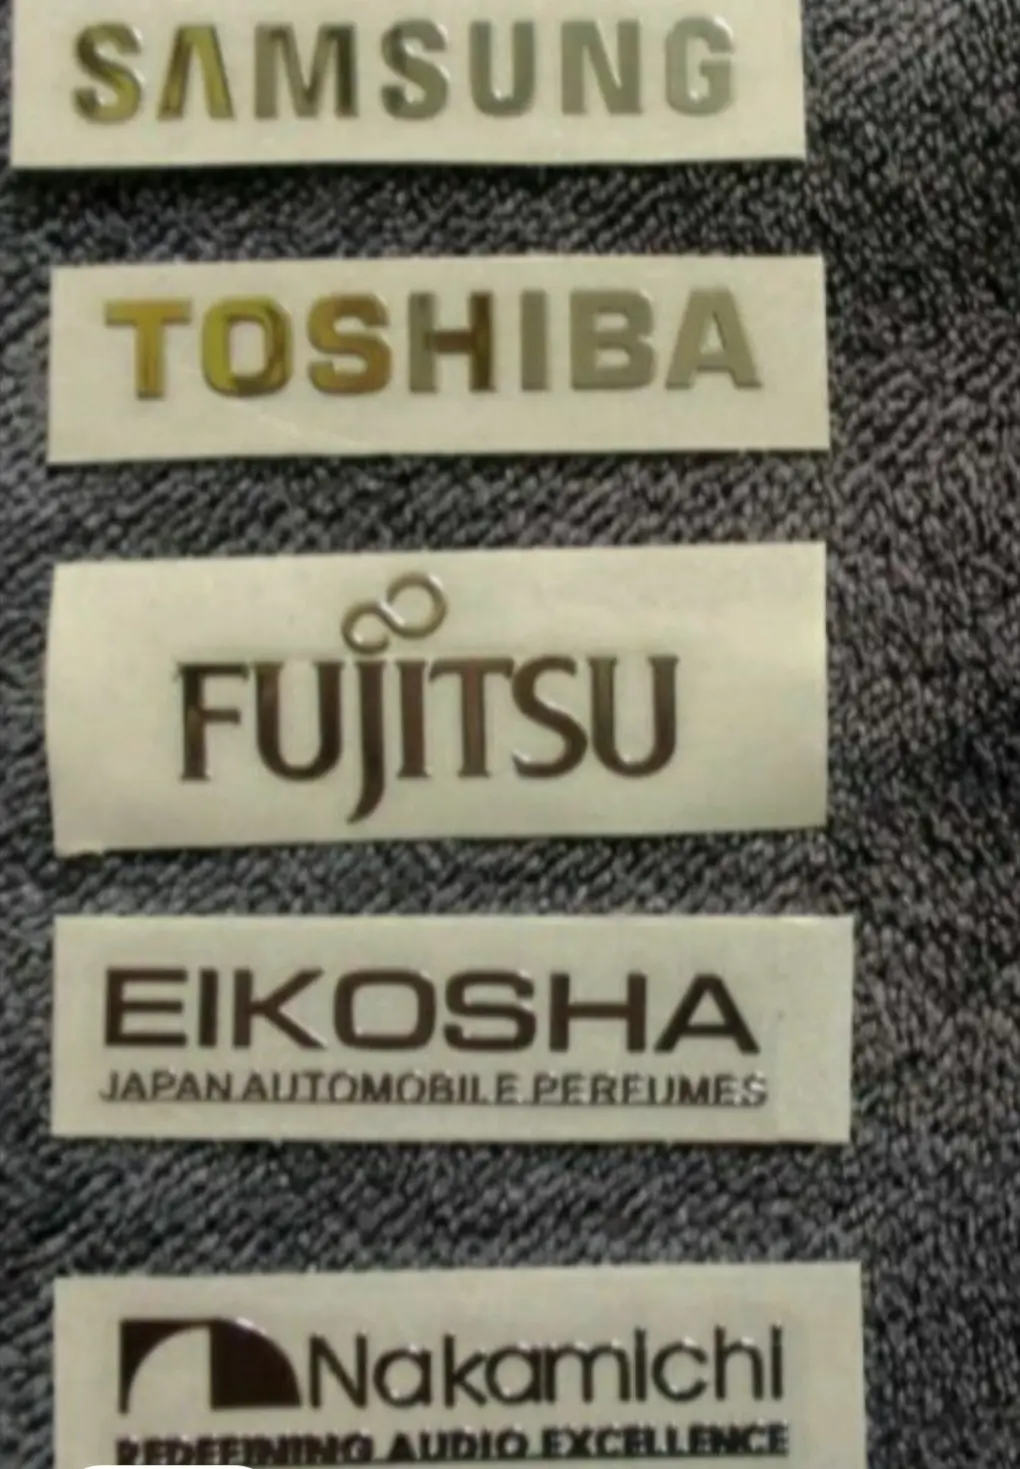 SAMSUNG
TOSHIBA
FUJITSU
EIKOSHA
JAPAN AUTOMOBILE PERFUMES
Nakamichi
REDEFINING AUDIO EXCELLENCE